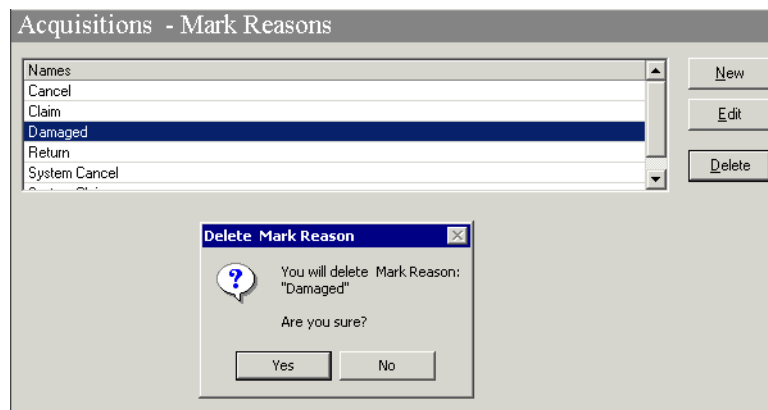 Acquisitions - Mark Reasons
Names
Cancel
Claim
Damaged
Return
System Cancel
New
Edit
Delete
Delete Mark Reason
?
You will delete Mark Reason:
"Damaged"
Are you sure?
Yes No